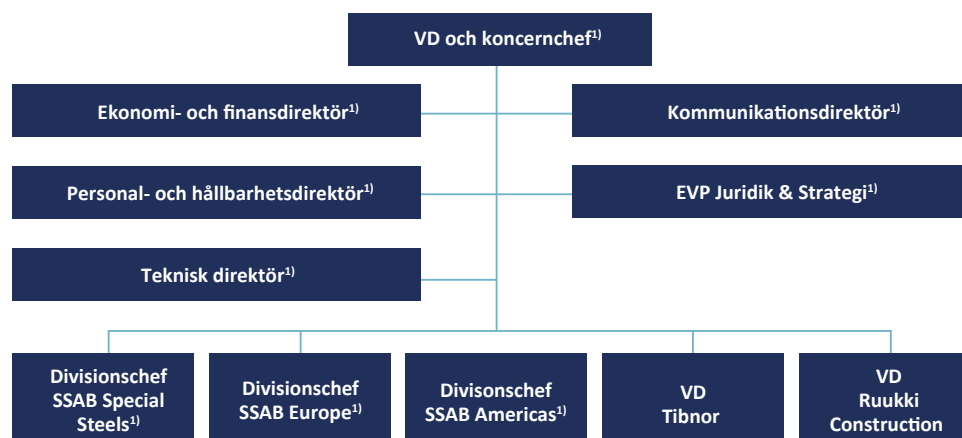 VD och koncernchef1)
Ekonomi- och finansdirektör1)
Kommunikationsdirektör1)
Personal- och hållbarhetsdirektör1)
EVP Juridik & Strategi1)
Teknisk direktör1)
Divisionschef
SSAB Special
Steels1)
Divisionschef
SSAB Europe1)
Divisonschef
SSAB Americas1)
VD
Tibnor
VD
Ruukki
Construction